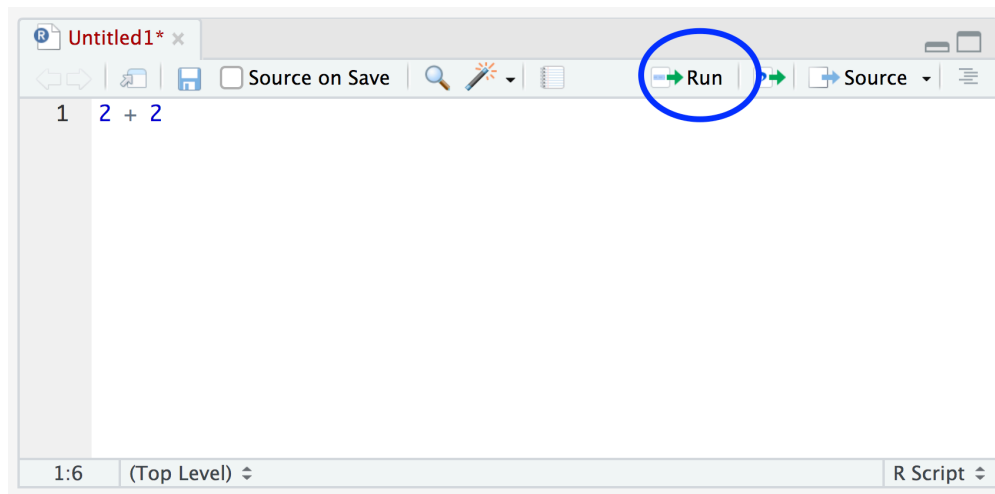 Untitled1*
Source on Save Run Source
1 2 + 2
1:6 (Top Level) R Script